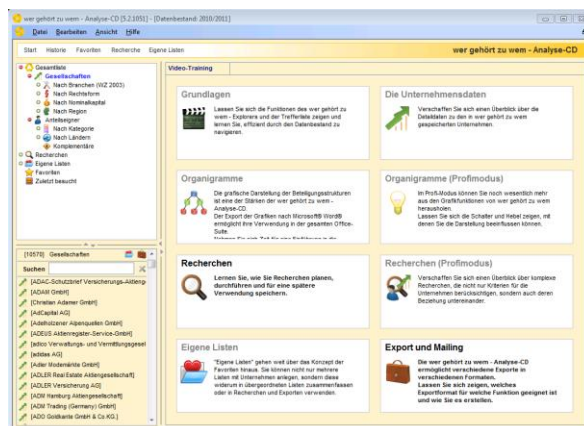 wer gehört zu wem - Analyse-CD [5.2.1051] - [Datenbestand: 2010/2011]
Datei Bearbeiten Ansicht Hilfe
Start Historie Favoriten Recherche Eigene Listen
wer gehört zu wem - Analyse-CD
Gesamtliste
Gesellschaften
Nach Branchen (WZ 2003)
Nach Rechtsform
Nach Nominalkapital
Nach Region
Anteilseigner
Nach Kategorie
Nach Ländern
Komplementäre
Recherchen
Eigene Listen
Favoriten
Zuletzt besucht
[10570] Gesellschaften
Suchen
[ADAC-Schutzbrief Versicherungs-Aktienge
[ADAM GmbH]
[Christian Adamer GmbH]
[AdCapital AG]
[Adelholzener Alpenquellen GmbH]
[ADEUS Aktienregister-Service-GmbH]
[adico Verwaltungs- und Vermittlungsgesel
[adidas AG]
[Adler Modemärkte GmbH]
[ADLER Real Estate Aktiengesellschaft]
[ADLER Versicherung AG]
[ADM Hamburg Aktiengesellschaft]
[ADM Trading (Germany) GmbH]
[ADO Goldkante GmbH & Co KG.]
Video-Training
Grundlagen
Lassen Sie sich die Funktionen des wer gehört zu
wem - Explorers und der Trefferliste zeigen und
lernen Sie, effizient durch den Datenbestand zu
navigieren.
Die Unternehmensdaten
Verschaffen Sie sich einen Überblick über die
Detaildaten zu den in wer gehört zu wem
gespeicherten Unternehmen.
Organigramme
Die grafische Darstellung der Beteiligungsstrukturen
ist eine der Stärken der wer gehört zu wem -
Analyse-CD.
Der Export der Grafiken nach Microsoft® Word®
ermöglicht ihre Verwendung in der gesamten Office-
Suite.
Organigramme (Profimodus)
Im Profi-Modus können Sie noch wesentlich mehr
aus den Grafikfunktionen von wer gehört zu wem
herausholen.
Lassen Sie sich die Schalter und Hebel zeigen, mit
denen Sie die Darstellung beeinflussen können.
Recherchen
Lernen Sie, wie Sie Recherchen planen,
durchführen und für eine spätere
Verwendung speichern.
Recherchen (Profimodus)
Verschaffen Sie sich einen Überblick über komplexe
Recherchen, die nicht nur Kriterien für die
Unternehmen berücksichtigen, sondern auch deren
Beziehung untereinander.
Eigene Listen
"Eigene Listen" gehen weit über das Konzept der
Favoriten hinaus. Sie können nicht nur mehrere
Listen mit Unternehmen anlegen, sondern diese
wiederum in übergeordneten Listen zusammenfassen
oder in Recherchen und Exporten verwenden.
Export und Mailing
Die wer gehört zu wem - Analyse-CD
ermöglicht verschiedene Exporte in
verschiedenen Formaten.
Lassen Sie sich zeigen, welches
Exportformat für welche Funktion geeignet ist
und wie Sie es erstellen.